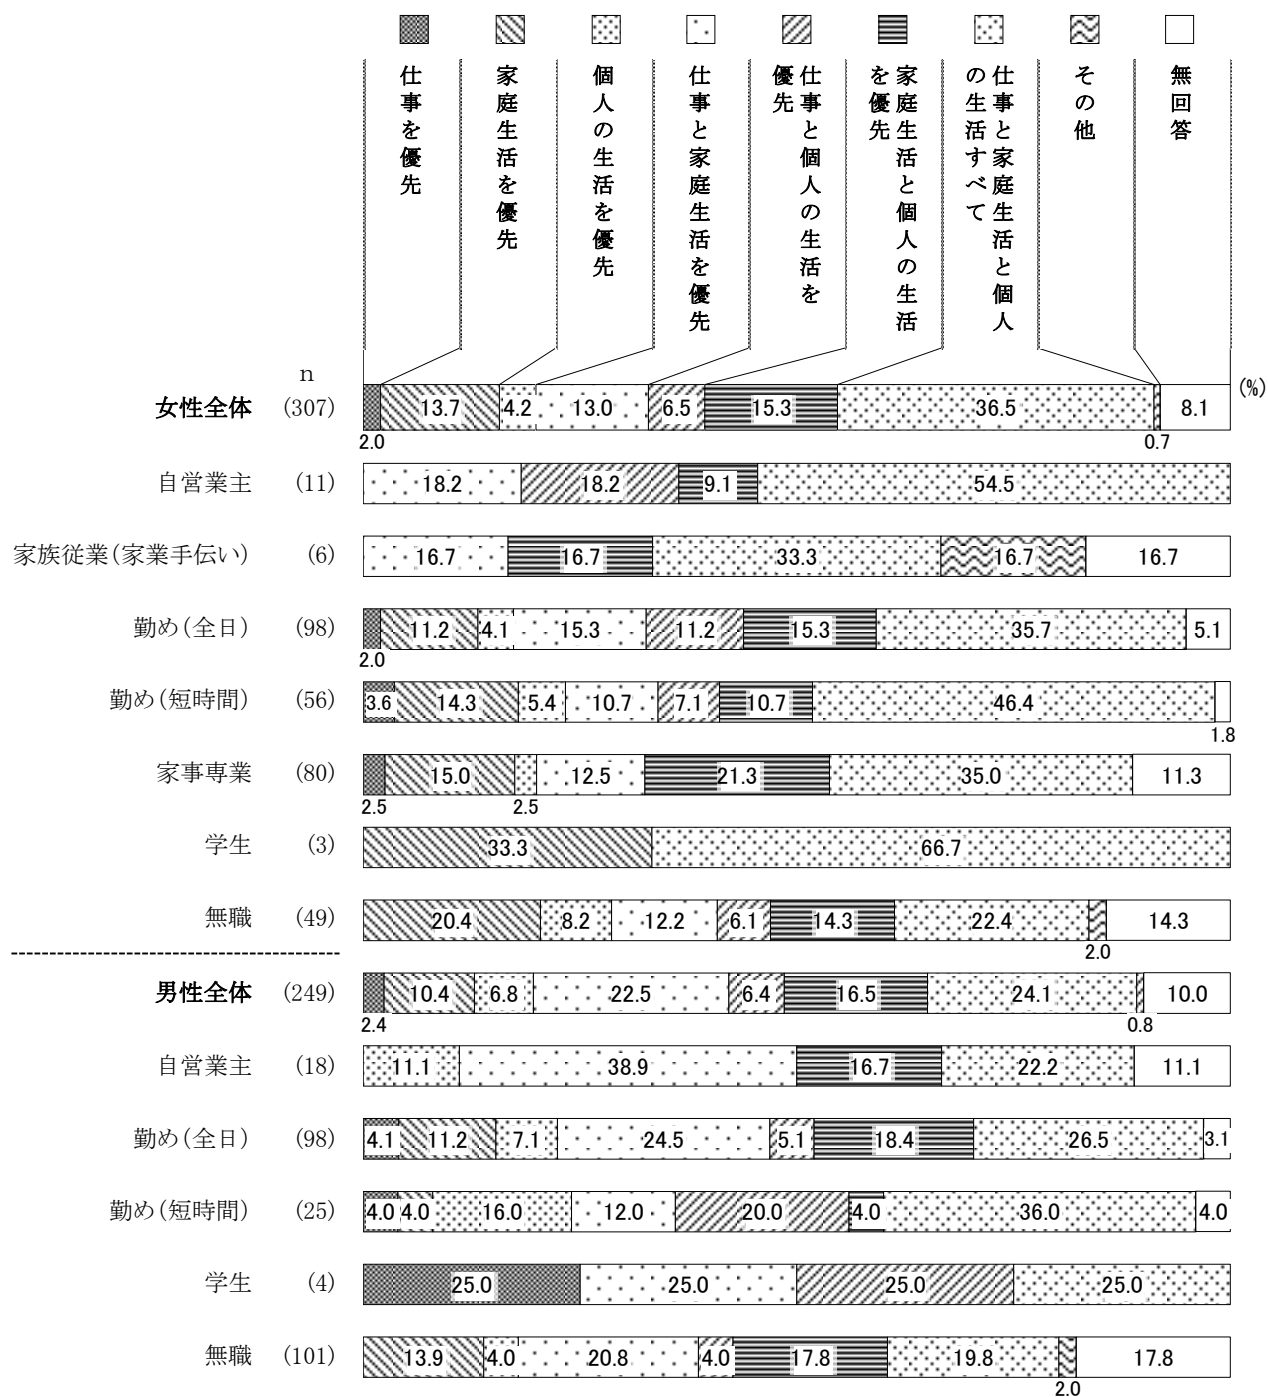 仕事を優先
家庭生活を優先
個人の生活を優先
仕事と家庭生活を優先
仕事と個人の生活を
優先
家庭生活と個人の生活
を優先
仕事と家庭生活と個人
の生活すべて
その他
無回答
n
(%)
女性全体 (307) 13.7 4.2 13.0 6.5 15.3 36.5 8.1
2.0 0.7
自営業主 (11) 18.2 18.2 9.1 54.5
家族従業(家業手伝い) (6) 16.7 16.7 33.3 16.7 16.7
勤め(全日) (98) 11.2 4.1 15.3 11.2 15.3 35.7 5.1
2.0
勤め(短時間) (56) 3.6 14.3 5.4 10.7 7.1 10.7 46.4
1.8
家事専業 (80) 15.0 12.5 21.3 35.0 11.3
2.5 2.5
学生 (3) 33.3 66.7
無職 (49) 20.4 8.2 12.2 6.1 14.3 22.4 14.3
2.0
男性全体 (249) 10.4 6.8 22.5 6.4 16.5 24.1 10.0
2.4 0.8
自営業主 (18) 11.1 38.9 16.7 22.2 11.1
勤め(全日) (98) 4.1 11.2 7.1 24.5 5.1 18.4 26.5 3.1
勤め(短時間) (25) 4.0 4.0 16.0 12.0 20.0 4.0 36.0 4.0
学生 (4) 25.0 25.0 25.0 25.0
無職 (101) 13.9 4.0 20.8 4.0 17.8 19.8 17.8
2.0